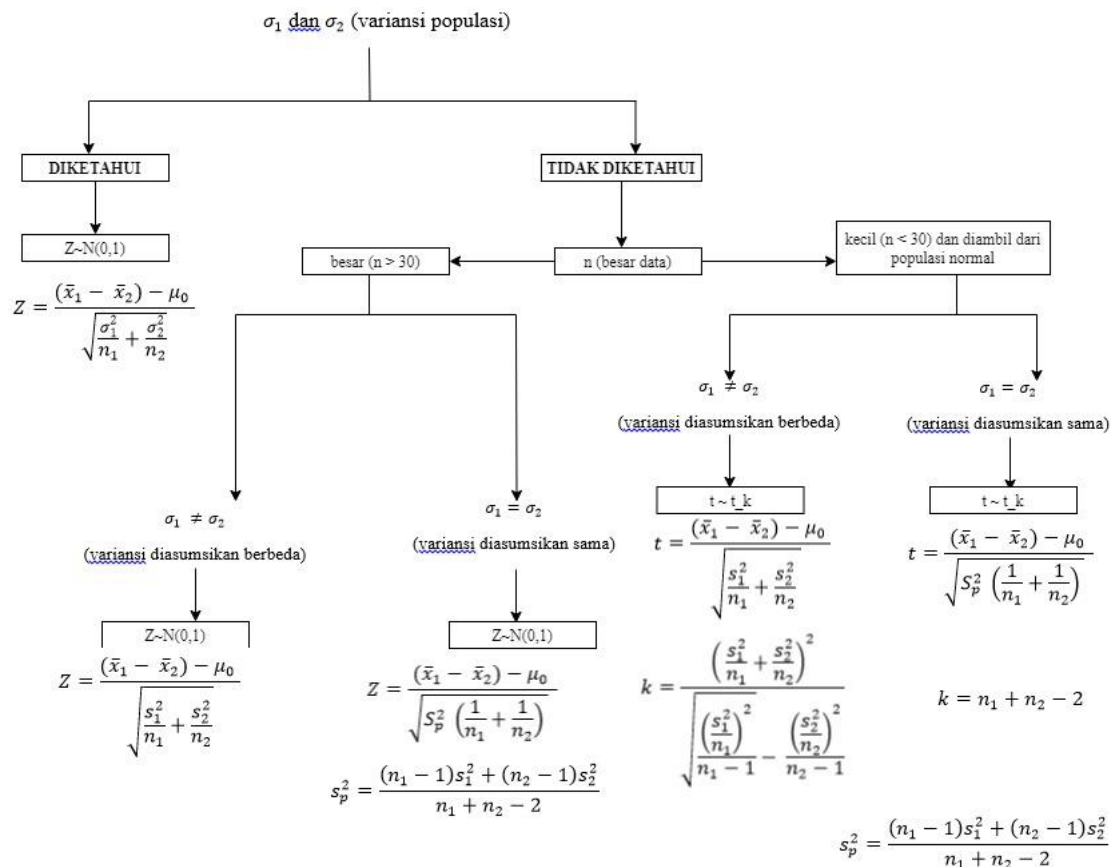 σ₁ dan σ₂ (variansi populasi)
DIKETAHUI
TIDAK DIKETAHUI
Z~N(0,1)
besar (n > 30)
n (besar data)
kecil (n < 30) dan diambil dari
populasi normal
Z = ((x̄₁ − x̄₂) − μ₀) / √(σ₁²/n₁ + σ₂²/n₂)
σ₁ ≠ σ₂
(variansi diasumsikan berbeda)
Z~N(0,1)
Z = ((x̄₁ − x̄₂) − μ₀) / √(s₁²/n₁ + s₂²/n₂)
σ₁ = σ₂
(variansi diasumsikan sama)
Z~N(0,1)
Z = ((x̄₁ − x̄₂) − μ₀) / √(S_p² (1/n₁ + 1/n₂))
s_p² = ((n₁ − 1)s₁² + (n₂ − 1)s₂²) / (n₁ + n₂ − 2)
σ₁ ≠ σ₂
(variansi diasumsikan berbeda)
t ~ t_k
t = ((x̄₁ − x̄₂) − μ₀) / √(s₁²/n₁ + s₂²/n₂)
k = (s₁²/n₁ + s₂²/n₂)² / √((s₁²/n₁)²/(n₁ − 1) − (s₂²/n₂)²/(n₂ − 1))
σ₁ = σ₂
(variansi diasumsikan sama)
t ~ t_k
t = ((x̄₁ − x̄₂) − μ₀) / √(S_p² (1/n₁ + 1/n₂))
k = n₁ + n₂ − 2
s_p² = ((n₁ − 1)s₁² + (n₂ − 1)s₂²) / (n₁ + n₂ − 2)